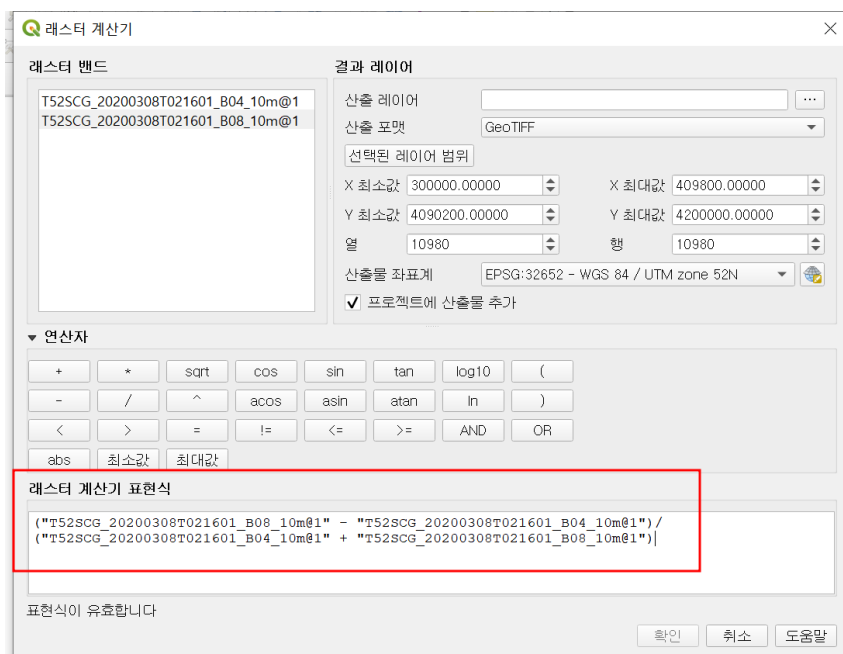 래스터 계산기
래스터 밴드
T52SCG_20200308T021601_B04_10m@1
T52SCG_20200308T021601_B08_10m@1
결과 레이어
산출 레이어
...
산출 포맷 GeoTIFF
선택된 레이어 범위
X 최소값 300000.00000 X 최대값 409800.00000
Y 최소값 4090200.00000 Y 최대값 4200000.00000
열 10980 행 10980
산출물 좌표계 EPSG:32652 - WGS 84 / UTM zone 52N
프로젝트에 산출물 추가
연산자
+ * sqrt cos sin tan log10 (
- / ^ acos asin atan ln )
< > = != <= >= AND OR
abs 최소값 최대값
래스터 계산기 표현식
("T52SCG_20200308T021601_B08_10m@1" - "T52SCG_20200308T021601_B04_10m@1")/
("T52SCG_20200308T021601_B04_10m@1" + "T52SCG_20200308T021601_B08_10m@1")
표현식이 유효합니다
확인 취소 도움말